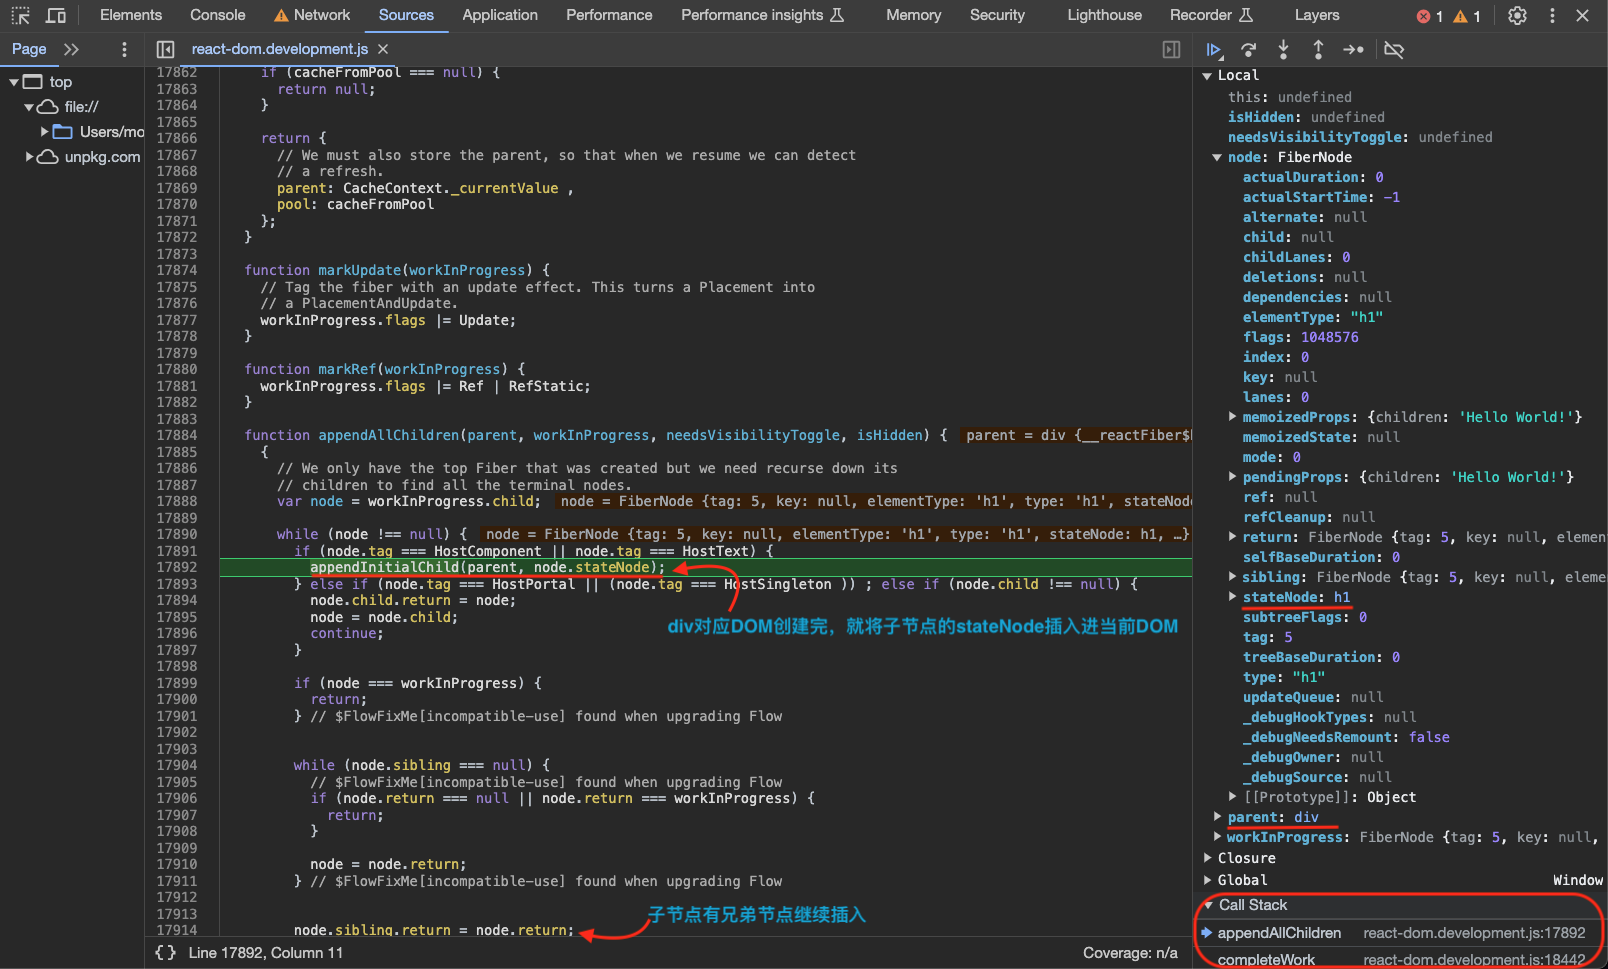 Elements Console Network Sources Application Performance Performance insights Memory Security Lighthouse Recorder Layers 1 1
Page react-dom.development.js
top
file://
Users/mo
unpkg.com
17862 if (cacheFromPool === null) {
17863 return null;
17864 }
17865
17866 return {
17867 // We must also store the parent, so that when we resume we can detect
17868 // a refresh.
17869 parent: CacheContext._currentValue ,
17870 pool: cacheFromPool
17871 };
17872 }
17873
17874 function markUpdate(workInProgress) {
17875 // Tag the fiber with an update effect. This turns a Placement into
17876 // a PlacementAndUpdate.
17877 workInProgress.flags |= Update;
17878 }
17879
17880 function markRef(workInProgress) {
17881 workInProgress.flags |= Ref | RefStatic;
17882 }
17883
17884 function appendAllChildren(parent, workInProgress, needsVisibilityToggle, isHidden) { parent = div {__reactFiber$
17885 {
17886 // We only have the top Fiber that was created but we need recurse down its
17887 // children to find all the terminal nodes.
17888 var node = workInProgress.child; node = FiberNode {tag: 5, key: null, elementType: 'h1', type: 'h1', stateNode
17889
17890 while (node !== null) { node = FiberNode {tag: 5, key: null, elementType: 'h1', type: 'h1', stateNode: h1, …}
17891 if (node.tag === HostComponent || node.tag === HostText) {
17892 appendInitialChild(parent, node.stateNode);
17893 } else if (node.tag === HostPortal || (node.tag === HostSingleton )) ; else if (node.child !== null) {
17894 node.child.return = node;
17895 node = node.child;
div对应DOM创建完，就将子节点的stateNode插入进当前DOM
17896 continue;
17897 }
17898
17899 if (node === workInProgress) {
17900 return;
17901 } // $FlowFixMe[incompatible-use] found when upgrading Flow
17902
17903
17904 while (node.sibling === null) {
17905 // $FlowFixMe[incompatible-use] found when upgrading Flow
17906 if (node.return === null || node.return === workInProgress) {
17907 return;
17908 }
17909
17910 node = node.return;
17911 } // $FlowFixMe[incompatible-use] found when upgrading Flow
17912
17913
子节点有兄弟节点继续插入
17914 node.sibling.return = node.return;
{} Line 17892, Column 11 Coverage: n/a
Local
this: undefined
isHidden: undefined
needsVisibilityToggle: undefined
node: FiberNode
actualDuration: 0
actualStartTime: -1
alternate: null
child: null
childLanes: 0
deletions: null
dependencies: null
elementType: "h1"
flags: 1048576
index: 0
key: null
lanes: 0
memoizedProps: {children: 'Hello World!'}
memoizedState: null
mode: 0
pendingProps: {children: 'Hello World!'}
ref: null
refCleanup: null
return: FiberNode {tag: 5, key: null, elemen
selfBaseDuration: 0
sibling: FiberNode {tag: 5, key: null, eleme
stateNode: h1
subtreeFlags: 0
tag: 5
treeBaseDuration: 0
type: "h1"
updateQueue: null
_debugHookTypes: null
_debugNeedsRemount: false
_debugOwner: null
_debugSource: null
[[Prototype]]: Object
parent: div
workInProgress: FiberNode {tag: 5, key: null,
Closure
Global Window
Call Stack
appendAllChildren react-dom.development.js:17892
completeWork react-dom.development.js:18442